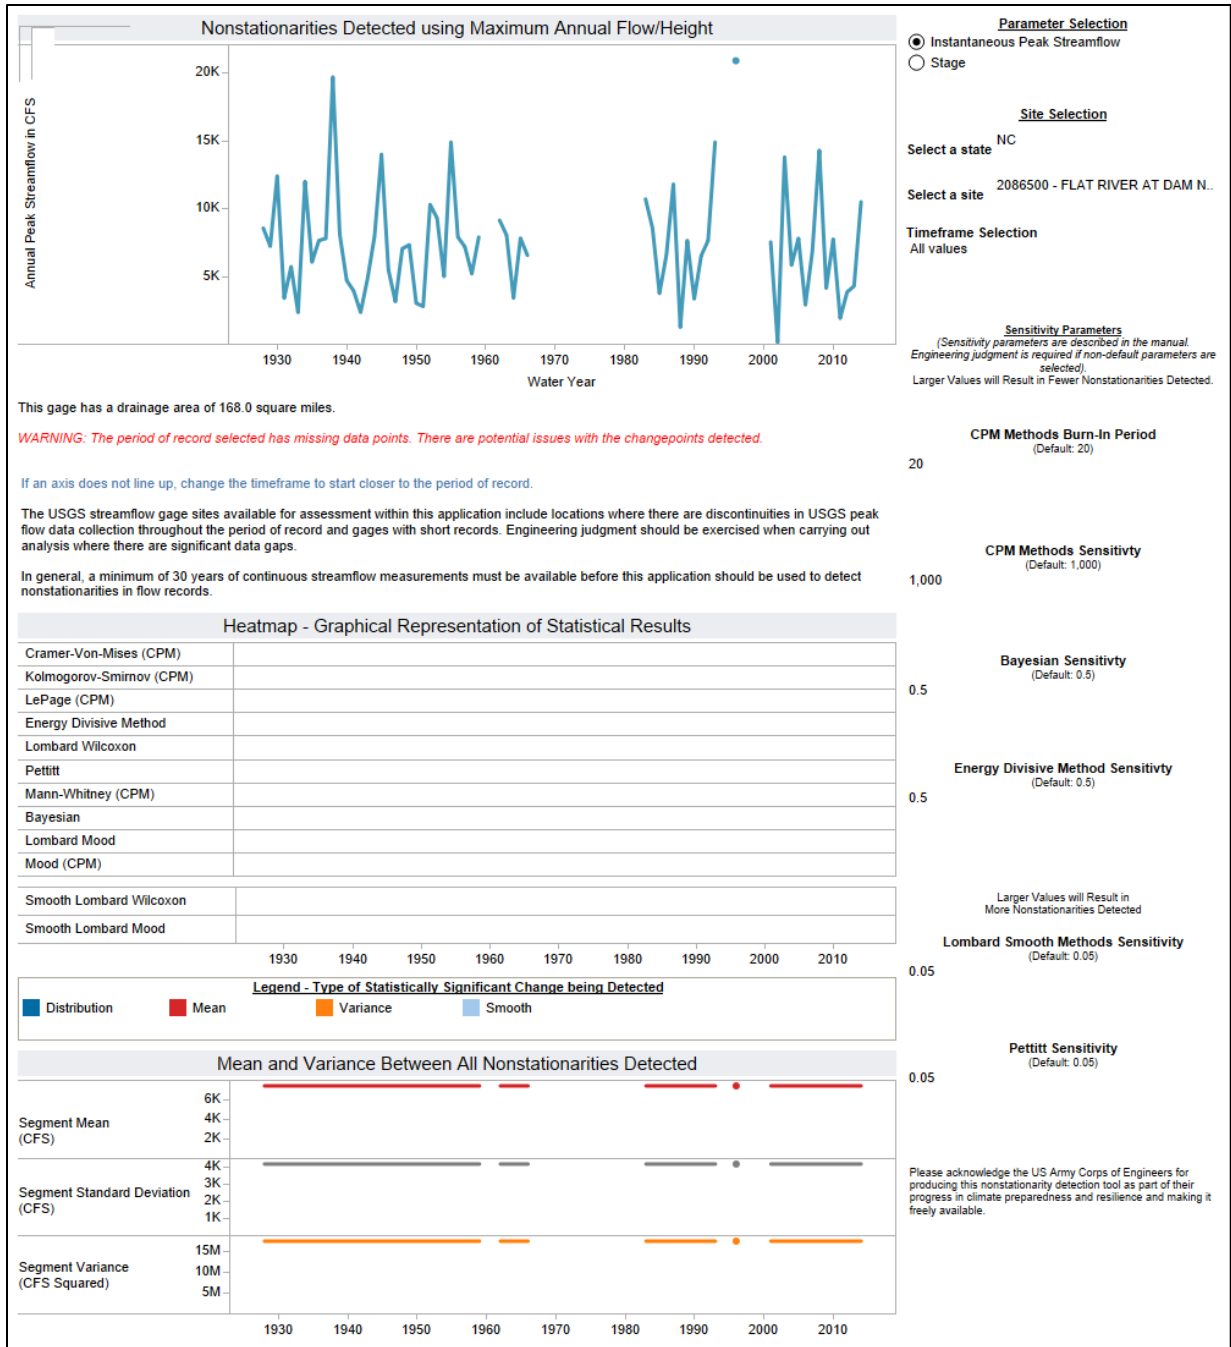 Nonstationarities Detected using Maximum Annual Flow/Height
Annual Peak Streamflow in CFS
20K
15K
10K
5K
1930 1940 1950 1960 1970 1980 1990 2000 2010
Water Year
This gage has a drainage area of 168.0 square miles.
WARNING: The period of record selected has missing data points. There are potential issues with the changepoints detected.
If an axis does not line up, change the timeframe to start closer to the period of record.
The USGS streamflow gage sites available for assessment within this application include locations where there are discontinuities in USGS peak
flow data collection throughout the period of record and gages with short records. Engineering judgment should be exercised when carrying out
analysis where there are significant data gaps.
In general, a minimum of 30 years of continuous streamflow measurements must be available before this application should be used to detect
nonstationarities in flow records.
Heatmap - Graphical Representation of Statistical Results
Cramer-Von-Mises (CPM)
Kolmogorov-Smirnov (CPM)
LePage (CPM)
Energy Divisive Method
Lombard Wilcoxon
Pettitt
Mann-Whitney (CPM)
Bayesian
Lombard Mood
Mood (CPM)
Smooth Lombard Wilcoxon
Smooth Lombard Mood
1930 1940 1950 1960 1970 1980 1990 2000 2010
Legend - Type of Statistically Significant Change being Detected
Distribution Mean Variance Smooth
Mean and Variance Between All Nonstationarities Detected
Segment Mean
(CFS)
6K
4K
2K
Segment Standard Deviation
(CFS)
4K
3K
2K
1K
Segment Variance
(CFS Squared)
15M
10M
5M
1930 1940 1950 1960 1970 1980 1990 2000 2010
Parameter Selection
Instantaneous Peak Streamflow
Stage
Site Selection
Select a state NC
Select a site 2086500 - FLAT RIVER AT DAM N..
Timeframe Selection
All values
Sensitivity Parameters
(Sensitivity parameters are described in the manual.
Engineering judgment is required if non-default parameters are
selected).
Larger Values will Result in Fewer Nonstationarities Detected.
CPM Methods Burn-In Period
(Default: 20)
20
CPM Methods Sensitivty
(Default: 1,000)
1,000
Bayesian Sensitivty
(Default: 0.5)
0.5
Energy Divisive Method Sensitivty
(Default: 0.5)
0.5
Larger Values will Result in
More Nonstationarities Detected
Lombard Smooth Methods Sensitivity
(Default: 0.05)
0.05
Pettitt Sensitivity
(Default: 0.05)
0.05
Please acknowledge the US Army Corps of Engineers for
producing this nonstationarity detection tool as part of their
progress in climate preparedness and resilience and making it
freely available.